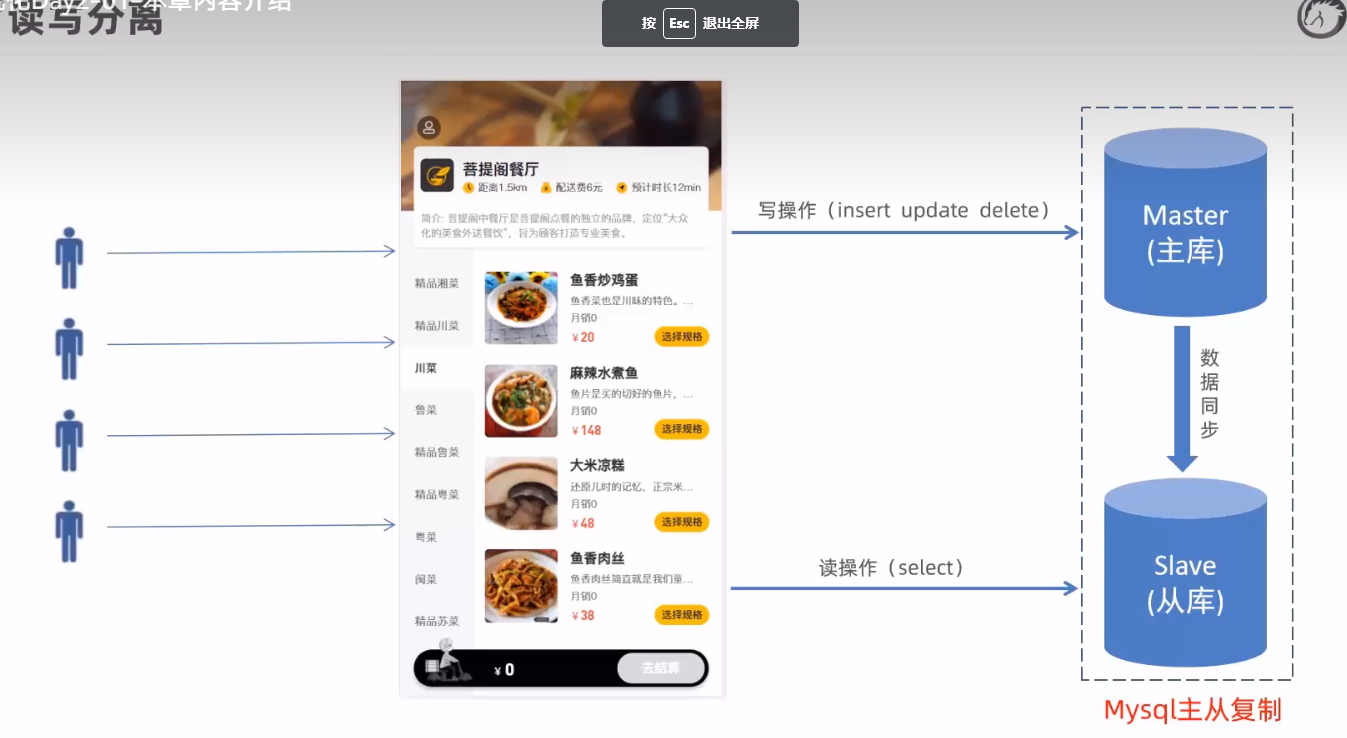 Day2-01-本章内容介绍
读写分离
按 Esc 退出全屏
菩提阁餐厅
距离1.5km 配送费6元 预计时长12min
简介: 菩提阁中餐厅是菩提阁点餐的独立的品牌，定位“大众
化的美食外送餐饮”，旨为顾客打造专业美食。
精品湘菜
精品川菜
川菜
鲁菜
精品鲁菜
精品粤菜
粤菜
闽菜
精品苏菜
鱼香炒鸡蛋
鱼香菜也是川味的特色。...
月销0
¥20
选择规格
麻辣水煮鱼
鱼片是买的切好的鱼片，...
月销0
¥148
选择规格
大米凉糕
还原儿时的记忆，正宗米...
月销0
¥48
选择规格
鱼香肉丝
鱼香肉丝简直就是我们童...
月销0
¥38
选择规格
¥ 0
去结算
写操作（insert update delete）
读操作（select）
Master
(主库)
数据同步
Slave
(从库)
Mysql主从复制